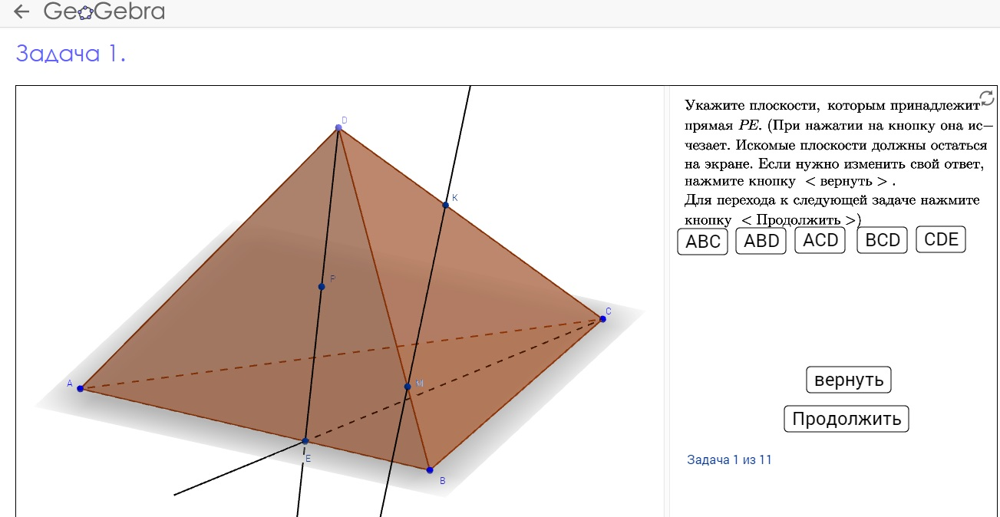 GeoGebra
Задача 1.
D
K
P
C
A
M
E
B
Укажите плоскости, которым принадлежит
прямая PE. (При нажатии на кнопку она ис–
чезает. Искомые плоскости должны остаться
на экране. Если нужно изменить свой ответ,
нажмите кнопку < вернуть > .
Для перехода к следующей задаче нажмите
кнопку < Продолжить >)
ABC ABD ACD BCD CDE
вернуть
Продолжить
Задача 1 из 11